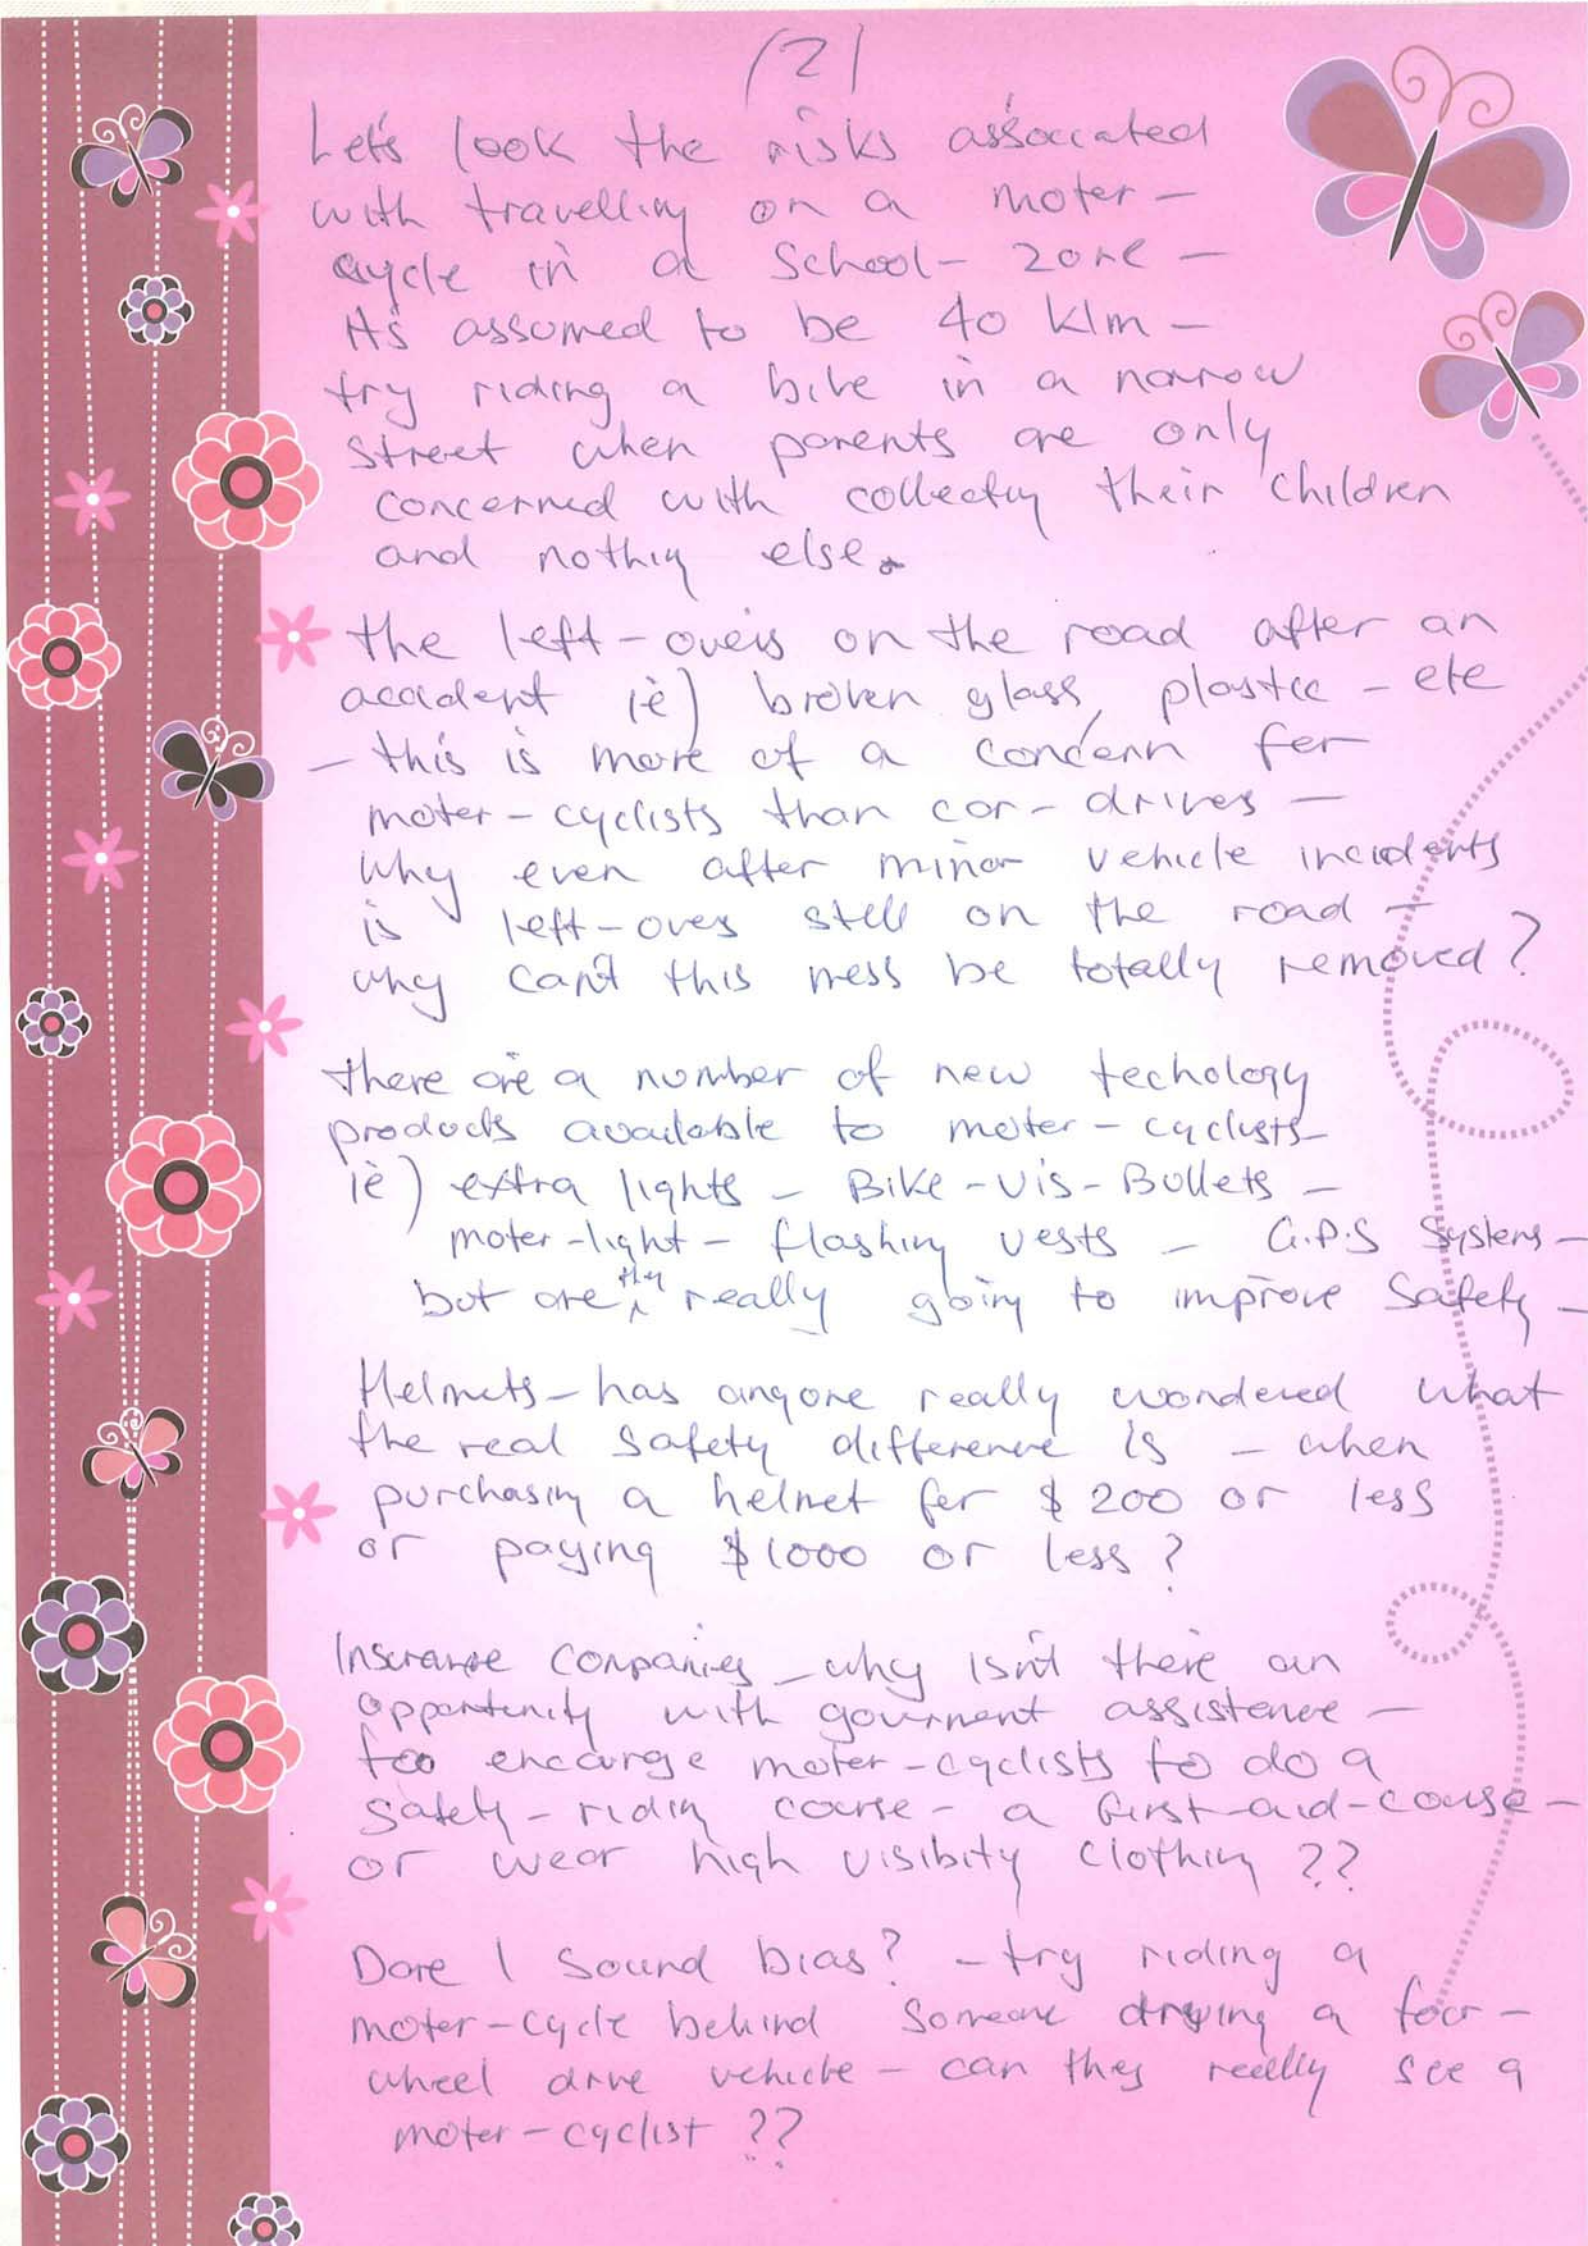 (2)
Let's look the risks associated
with travelling on a moter -
cycle in a School - zone -
It's assumed to be 40 klm -
try riding a bike in a narrow
street when parents are only
concerned with collecting their children
and nothing else.
the left - overs on the road after an
accident ie) broken glass, plastic - etc
- this is more of a concern for
moter - cyclists than car - drives -
Why even after minor vehicle incidents
is left - overs still on the road -
why can't this mess be totally removed?
there are a number of new techology
products available to moter - cyclists -
ie) extra lights - Bike - Vis - Bullets -
moter - light - flashing vests - G.P.S Systems -
but are they really going to improve Safety -
Helmets - has anyone really wondered what
the real safety difference is - when
purchasing a helmet for $200 or less
or paying $1000 or less?
Insurance Companies - why isn't there an
oppertenity with gournment assistence -
too encourge moter - cyclists to do a
Safety - riding course - a first - aid - course -
or wear high visibity clothing ??
Dare I sound bias? - try riding a
moter - cycle behind someone driving a four -
wheel drive vehicle - can they really see a
moter - cyclist ??